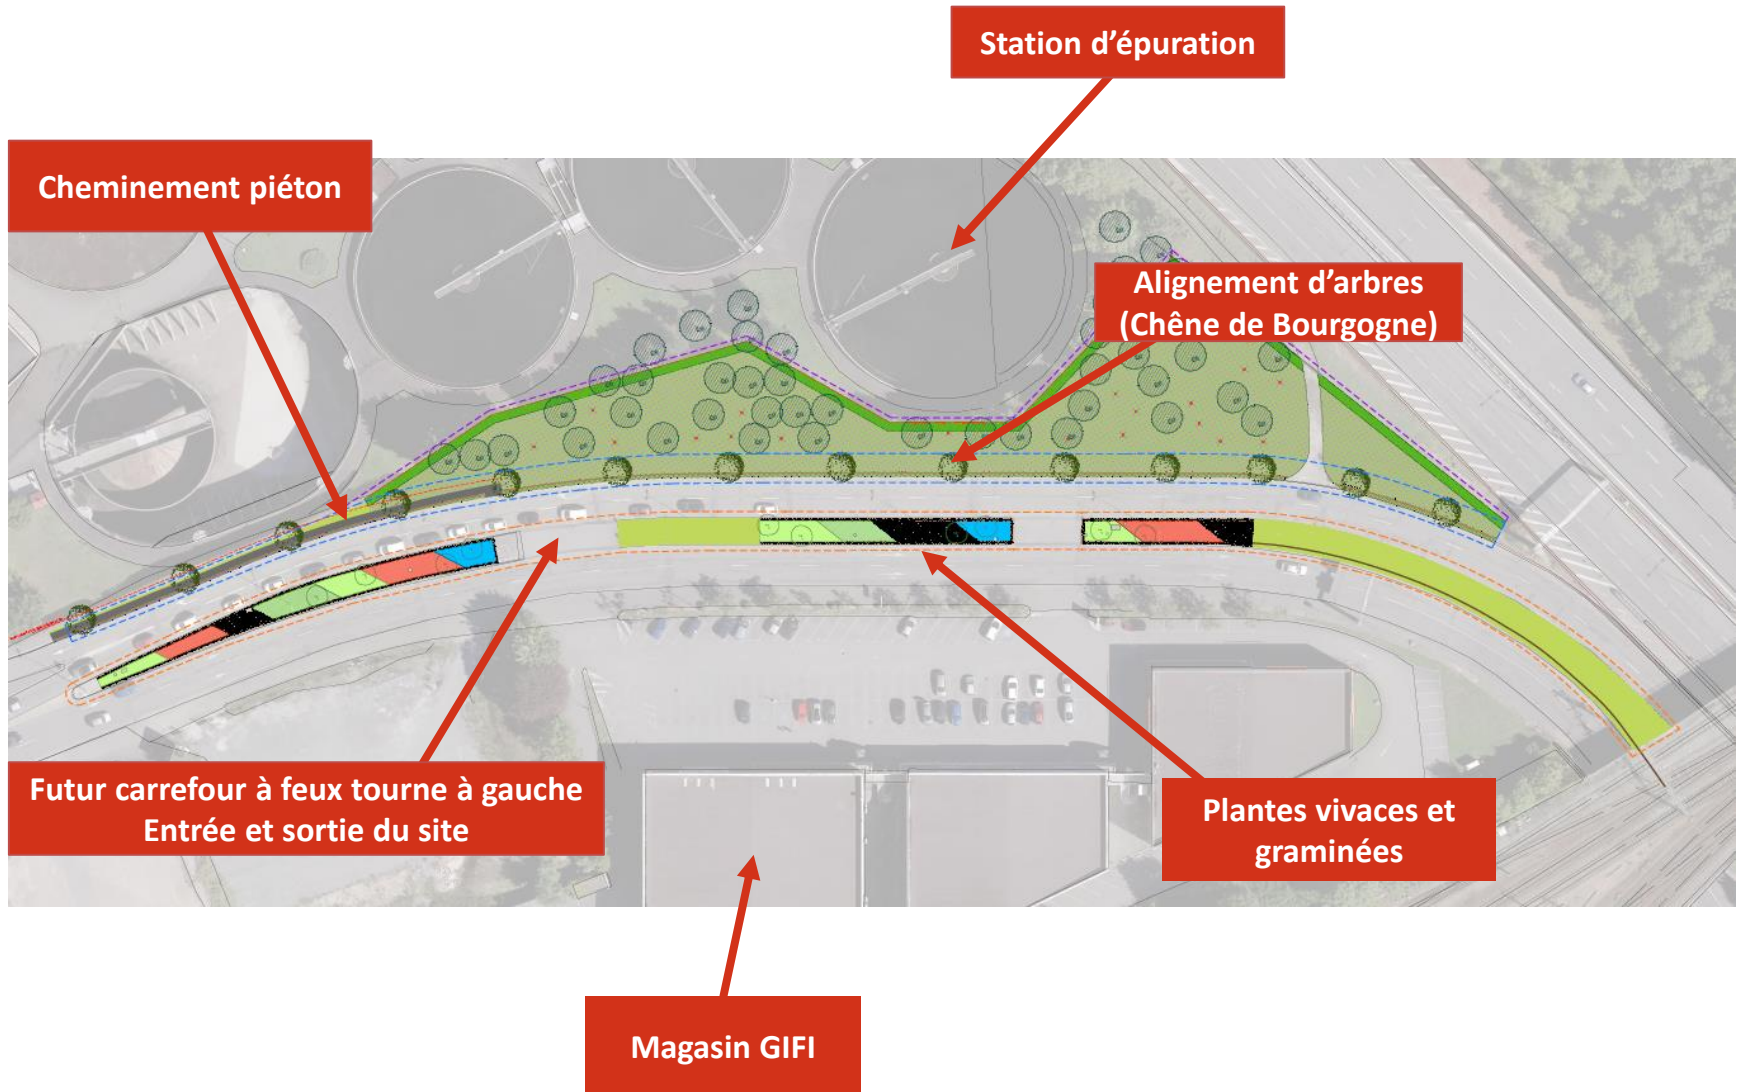 Station d’épuration
Cheminement piéton
Alignement d’arbres
(Chêne de Bourgogne)
Futur carrefour à feux tourne à gauche
Entrée et sortie du site
Plantes vivaces et
graminées
Magasin GIFI